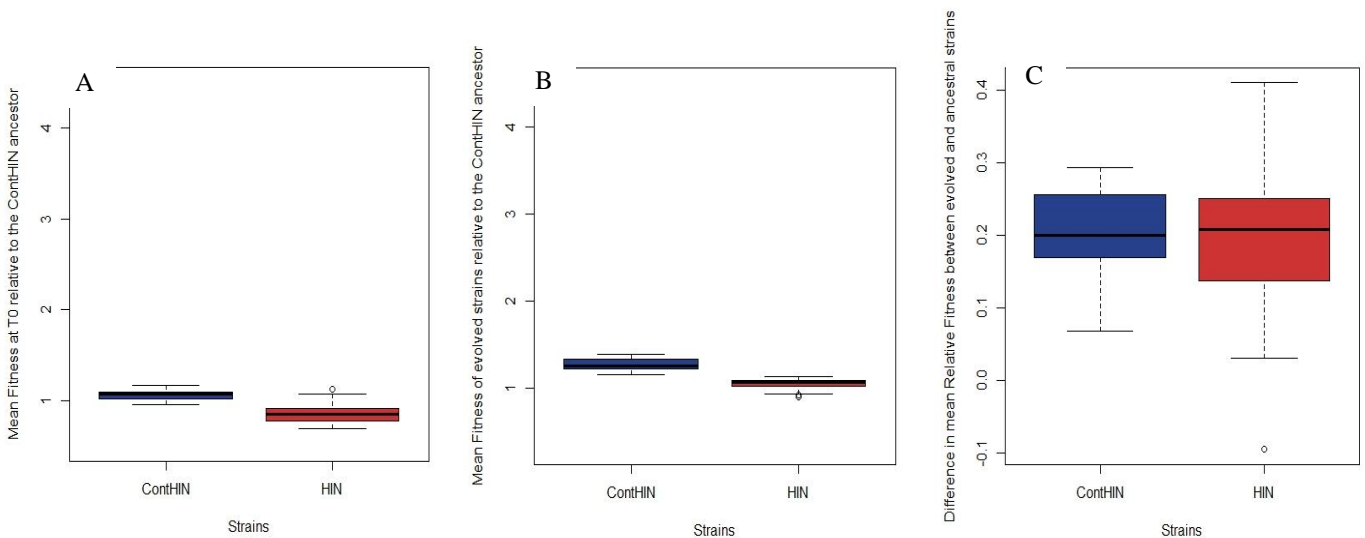 A
Mean Fitness at T0 relative to the ContHIN ancestor
4
3
2
1
ContHIN
HIN
Strains
B
Mean Fitness of evolved strains relative to the ContHIN ancestor
4
3
2
1
ContHIN
HIN
Strains
C
Difference in mean Relative Fitness between evolved and ancestral strains
0.4
0.3
0.2
0.1
0.0
-0.1
ContHIN
HIN
Strains